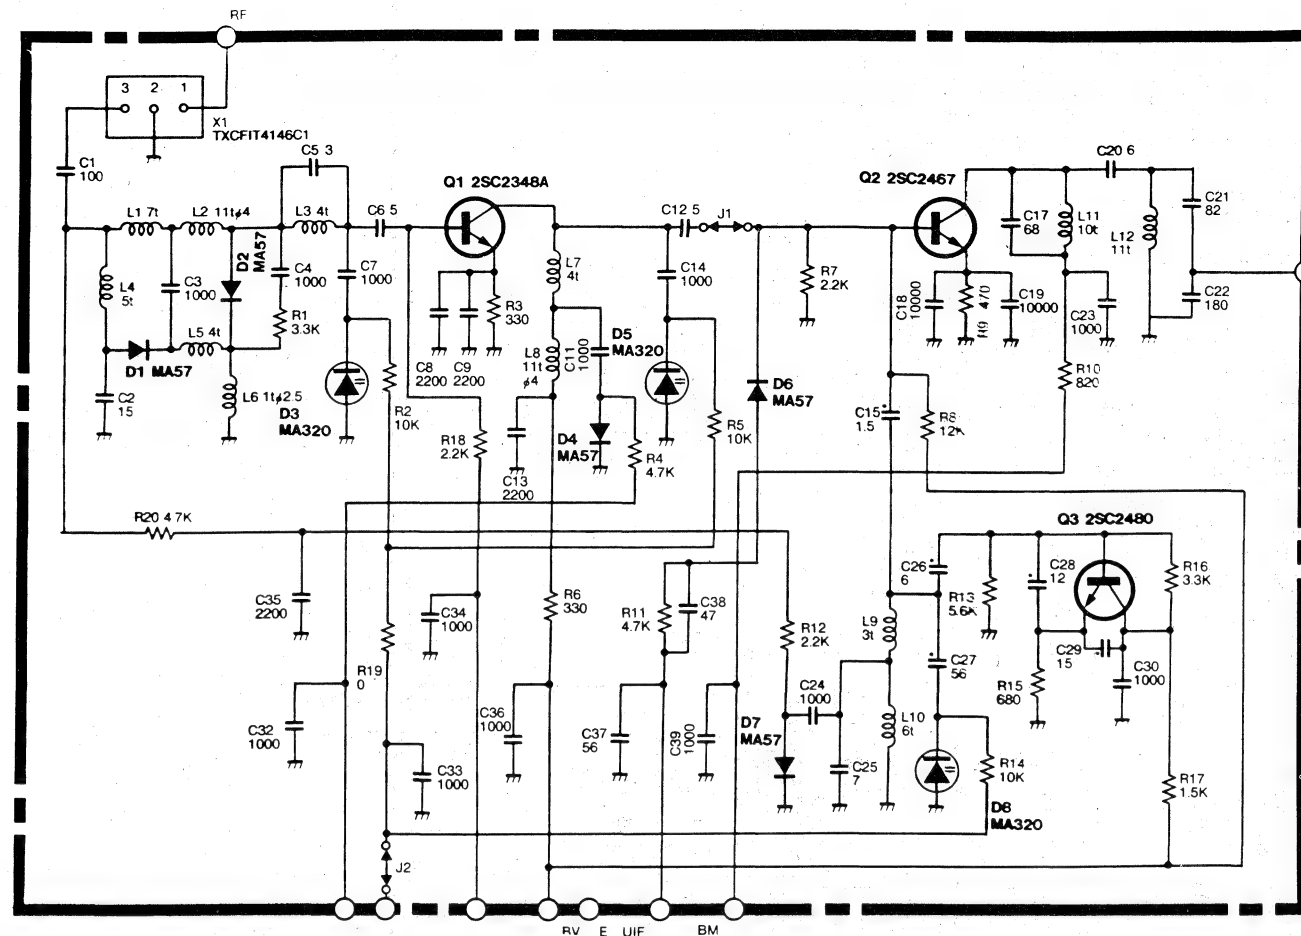 RF
3 2 1
X1
TXCFIT4146C1
C1
100
C5 3
L1 7t
L2 11tφ4
L3 4t
C6 5
Q1 2SC2348A
C12 5
J1
Q2 2SC2467
C20 6
C21
82
C17
68
L11
10t
L12
11t
D2
MA57
L4
5t
C3
1000
C4
1000
C7
1000
L7
4t
C14
1000
R7
2.2K
C18
10000
R9 470
C19
10000
C23
1000
C22
180
R1
3.3K
L5 4t
R3
330
D5
MA320
D1 MA57
C8
2200
C9
2200
L8
11t
φ4
C11
1000
R10
820
C2
15
L6 1tφ2.5
D3
MA320
R2
10K
D6
MA57
C15
1.5
R8
12K
R18
2.2K
D4
MA57
R4
4.7K
R5
10K
C13
2200
R20 4 7K
Q3 2SC2480
C26
6
C28
12
R16
3.3K
C35
2200
C34
1000
R6
330
R11
4.7K
C38
47
R12
2.2K
L9
3t
R13
5.6K
R19
0
C27
56
C29
15
C30
1000
R15
680
C24
1000
C32
1000
C36
1000
C37
56
C39
1000
D7
MA57
L10
6t
C33
1000
C25
7
R14
10K
R17
1.5K
D8
MA320
J2
BV E UIF BM